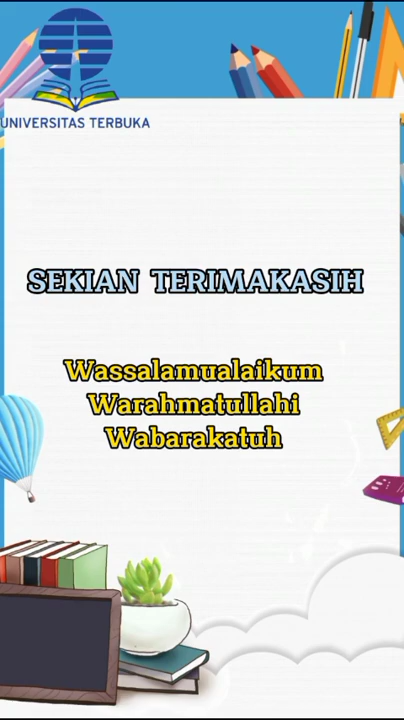 UNIVERSITAS TERBUKA
SEKIAN TERIMAKASIH
Wassalamualaikum
Warahmatullahi
Wabarakatuh